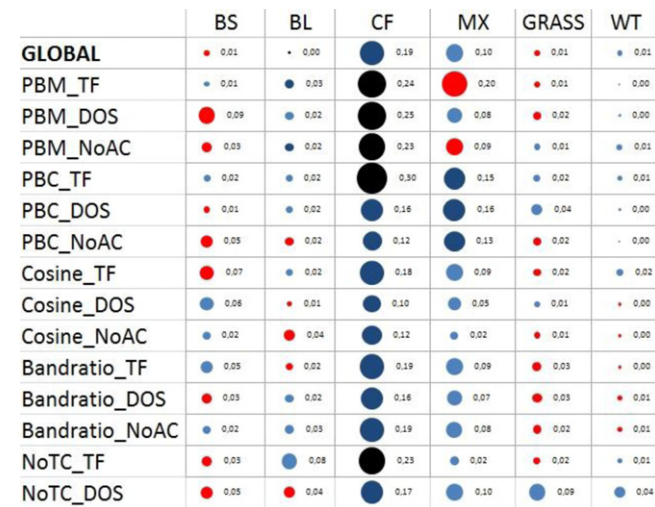 BS BL CF MX GRASS WT
GLOBAL 0,01 0,00 0,19 0,10 0,01 0,01
PBM_TF 0,01 0,03 0,24 0,20 0,01 0,00
PBM_DOS 0,09 0,02 0,25 0,08 0,02 0,00
PBM_NoAC 0,03 0,02 0,23 0,09 0,01 0,01
PBC_TF 0,02 0,02 0,30 0,15 0,02 0,01
PBC_DOS 0,01 0,02 0,16 0,16 0,04 0,00
PBC_NoAC 0,05 0,02 0,12 0,13 0,02 0,00
Cosine_TF 0,07 0,02 0,18 0,09 0,02 0,02
Cosine_DOS 0,06 0,01 0,10 0,05 0,01 0,00
Cosine_NoAC 0,02 0,04 0,12 0,02 0,01 0,00
Bandratio_TF 0,05 0,02 0,19 0,09 0,03 0,00
Bandratio_DOS 0,03 0,02 0,16 0,07 0,03 0,01
Bandratio_NoAC 0,02 0,03 0,19 0,08 0,02 0,01
NoTC_TF 0,03 0,08 0,23 0,02 0,02 0,01
NoTC_DOS 0,05 0,04 0,17 0,10 0,09 0,04